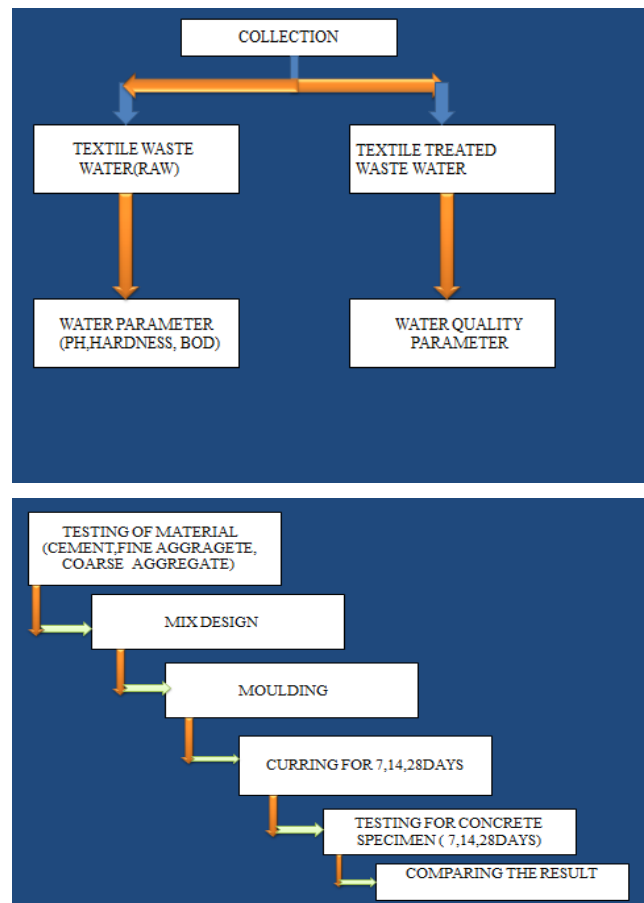 COLLECTION
TEXTILE WASTE
WATER(RAW)
TEXTILE TREATED
WASTE WATER
WATER PARAMETER
(PH,HARDNESS, BOD)
WATER QUALITY
PARAMETER
TESTING OF MATERIAL
(CEMENT,FINE AGGRAGETE,
COARSE AGGREGATE)
MIX DESIGN
MOULDING
CURRING FOR 7,14,28DAYS
TESTING FOR CONCRETE
SPECIMEN ( 7,14,28DAYS)
COMPARING THE RESULT